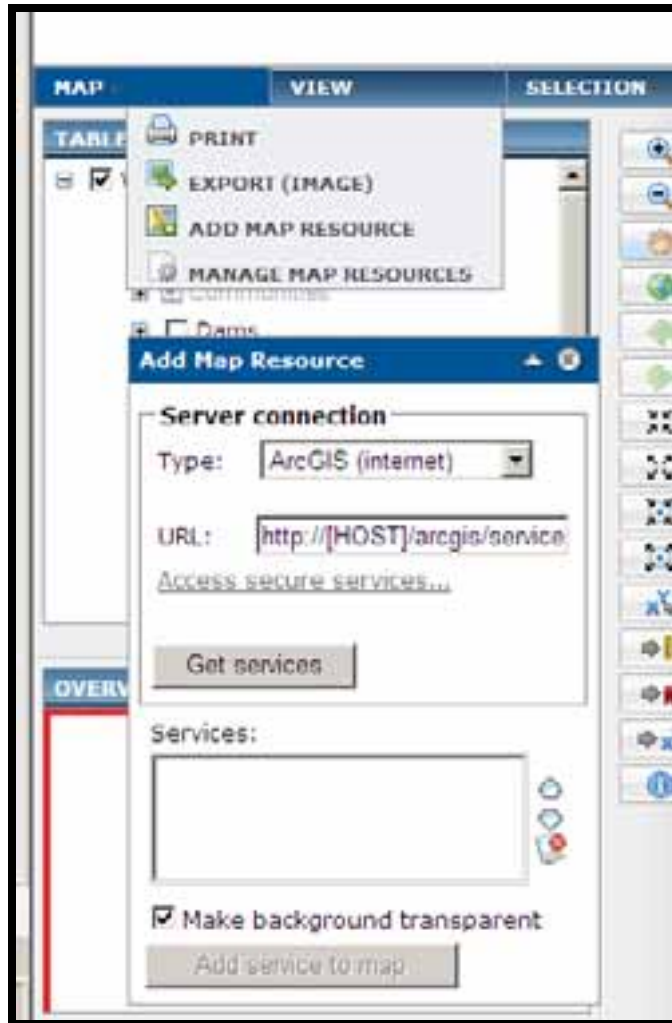 MAP VIEW SELECTION
TABLE
PRINT
EXPORT (IMAGE)
ADD MAP RESOURCE
MANAGE MAP RESOURCES
Communities
Dams
Add Map Resource
Server connection
Type: ArcGIS (internet)
URL: http://[HOST]/arcgis/service
Access secure services...
Get services
OVERV
Services:
Make background transparent
Add service to map